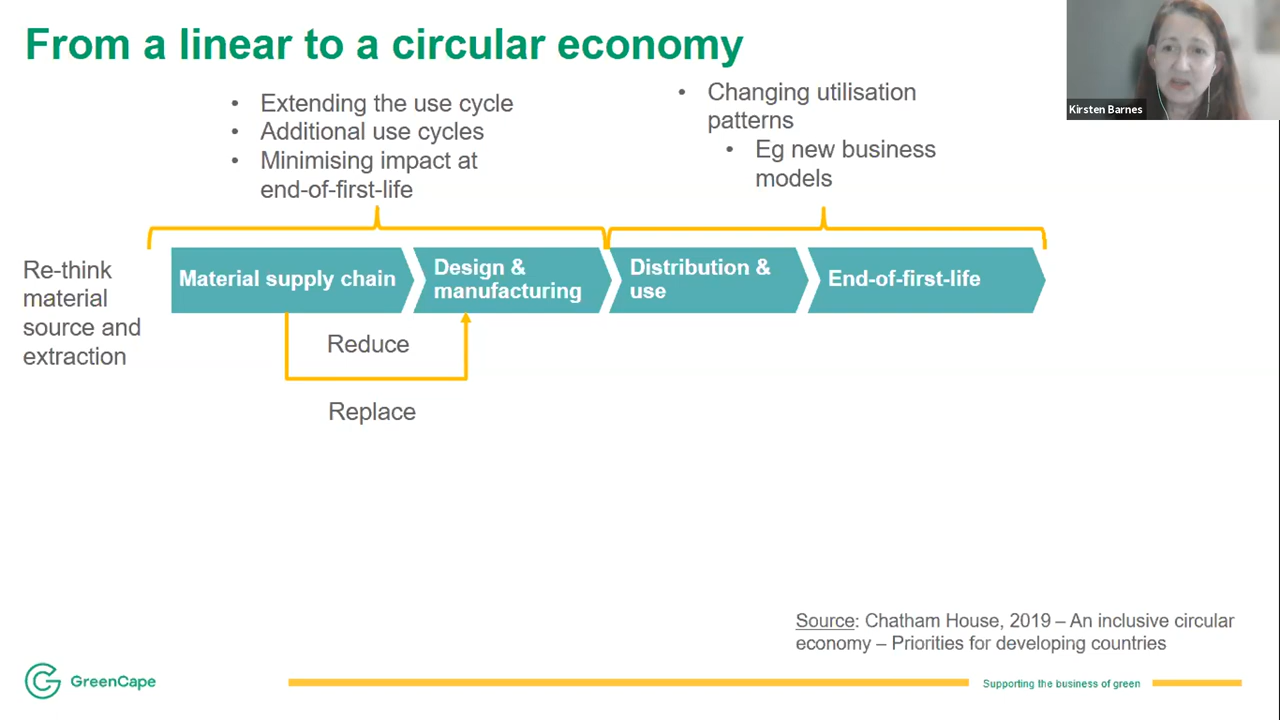 From a linear to a circular economy
Kirsten Barnes
• Extending the use cycle
• Additional use cycles
• Minimising impact at
end-of-first-life
• Changing utilisation
patterns
• Eg new business
models
Re-think
material
source and
extraction
Material supply chain
Design &
manufacturing
Distribution &
use
End-of-first-life
Reduce
Replace
Source: Chatham House, 2019 – An inclusive circular
economy – Priorities for developing countries
GreenCape
Supporting the business of green